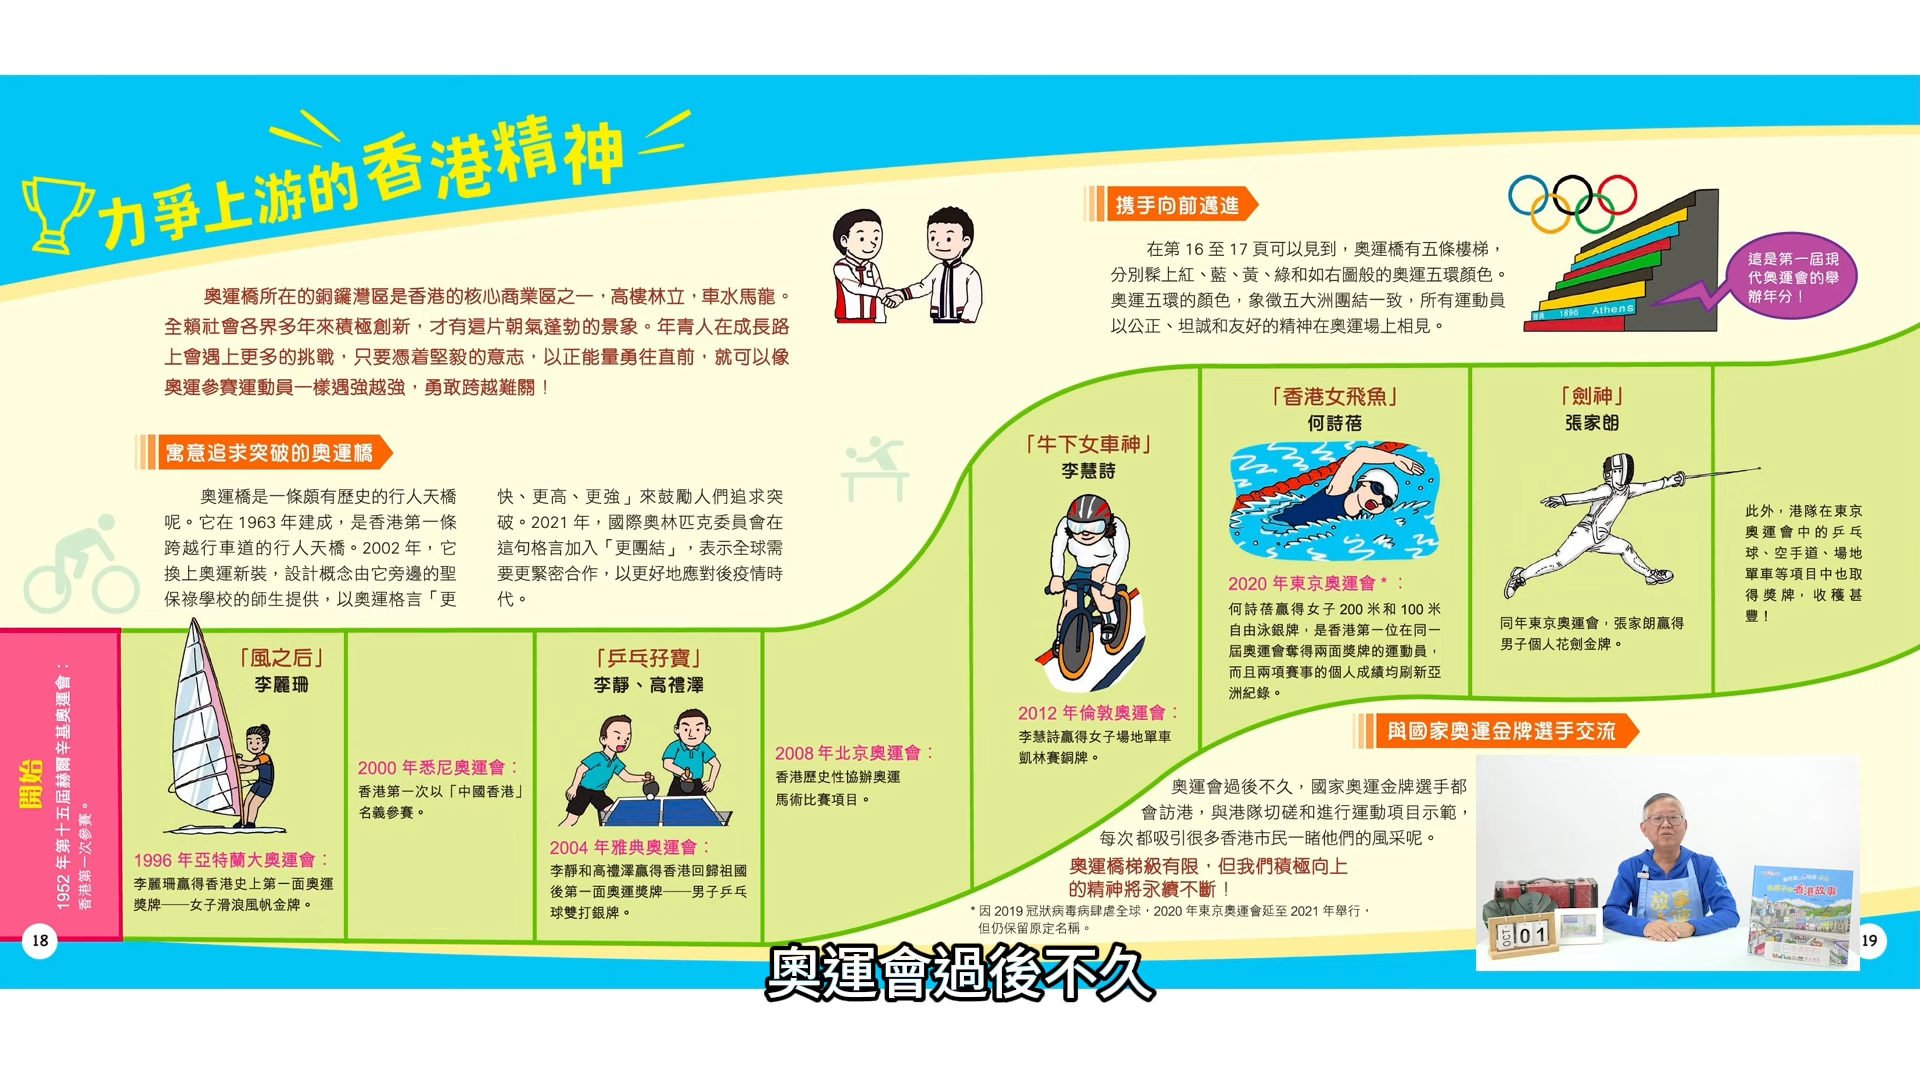 力爭上游的香港精神
奧運橋所在的銅鑼灣區是香港的核心商業區之一，高樓林立，車水馬龍。
全賴社會各界多年來積極創新，才有這片朝氣蓬勃的景象。年青人在成長路
上會遇上更多的挑戰，只要憑着堅毅的意志，以正能量勇往直前，就可以像
奧運參賽運動員一樣遇強越強，勇敢跨越難關！
寓意追求突破的奧運橋
奧運橋是一條頗有歷史的行人天橋
呢。它在 1963 年建成，是香港第一條
跨越行車道的行人天橋。2002 年，它
換上奧運新裝，設計概念由它旁邊的聖
保祿學校的師生提供，以奧運格言「更
快、更高、更強」來鼓勵人們追求突
破。2021 年，國際奧林匹克委員會在
這句格言加入「更團結」，表示全球需
要更緊密合作，以更好地應對後疫情時
代。
攜手向前邁進
在第 16 至 17 頁可以見到，奧運橋有五條樓梯，
分別髹上紅、藍、黃、綠和如右圖般的奧運五環顏色。
奧運五環的顏色，象徵五大洲團結一致，所有運動員
以公正、坦誠和友好的精神在奧運場上相見。
1896 Athens
這是第一屆現
代奧運會的舉
辦年分！
開始
1952 年第十五屆赫爾辛基奧運會：
香港第一次參賽。
「風之后」
李麗珊
1996 年亞特蘭大奧運會：
李麗珊贏得香港史上第一面奧運
獎牌──女子滑浪風帆金牌。
2000 年悉尼奧運會：
香港第一次以「中國香港」
名義參賽。
「乒乓孖寶」
李靜、高禮澤
2004 年雅典奧運會：
李靜和高禮澤贏得香港回歸祖國
後第一面奧運獎牌──男子乒乓
球雙打銀牌。
2008 年北京奧運會：
香港歷史性協辦奧運
馬術比賽項目。
「牛下女車神」
李慧詩
2012 年倫敦奧運會：
李慧詩贏得女子場地單車
凱林賽銅牌。
「香港女飛魚」
何詩蓓
2020 年東京奧運會 *：
何詩蓓贏得女子 200 米和 100 米
自由泳銀牌，是香港第一位在同一
屆奧運會奪得兩面獎牌的運動員，
而且兩項賽事的個人成績均刷新亞
洲紀錄。
「劍神」
張家朗
同年東京奧運會，張家朗贏得
男子個人花劍金牌。
此外，港隊在東京
奧運會中的乒乓
球、空手道、場地
單車等項目中也取
得獎牌，收穫甚
豐！
與國家奧運金牌選手交流
奧運會過後不久，國家奧運金牌選手都
會訪港，與港隊切磋和進行運動項目示範，
每次都吸引很多香港市民一睹他們的風采呢。
奧運橋梯級有限，但我們積極向上
的精神將永續不斷！
* 因 2019 冠狀病毒病肆虐全球，2020 年東京奧運會延至 2021 年舉行，
但仍保留原定名稱。
OCT 01
故事
香港故事
18
19
奧運會過後不久